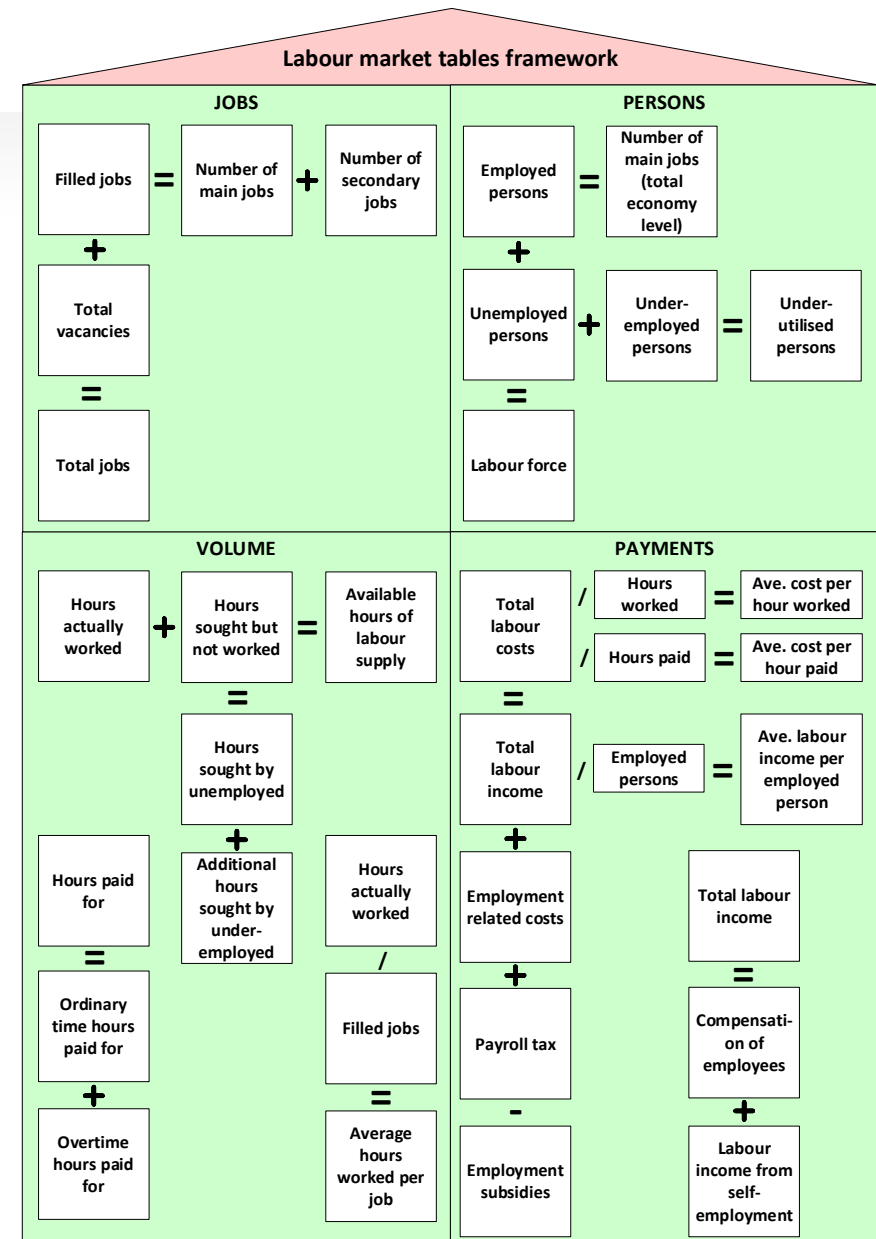 Labour market tables framework
JOBS
Filled jobs
=
Number of
main jobs
+
Number of
secondary
jobs
+
Total
vacancies
=
Total jobs
PERSONS
Employed
persons
=
Number of
main jobs
(total
economy
level)
+
Unemployed
persons
+
Under-
employed
persons
=
Under-
utilised
persons
=
Labour force
VOLUME
Hours
actually
worked
+
Hours
sought but
not worked
=
Available
hours of
labour
supply
=
Hours
sought by
unemployed
+
Additional
hours
sought by
under-
employed
Hours paid
for
=
Ordinary
time hours
paid for
+
Overtime
hours paid
for
Hours
actually
worked
/
Filled jobs
=
Average
hours
worked per
job
PAYMENTS
Total
labour
costs
/
Hours
worked
=
Ave. cost per
hour worked
/
Hours paid
=
Ave. cost per
hour paid
=
Total
labour
income
/
Employed
persons
=
Ave. labour
income per
employed
person
+
Employment
related costs
+
Payroll tax
-
Employment
subsidies
Total labour
income
=
Compensati-
on of
employees
+
Labour
income from
self-
employment